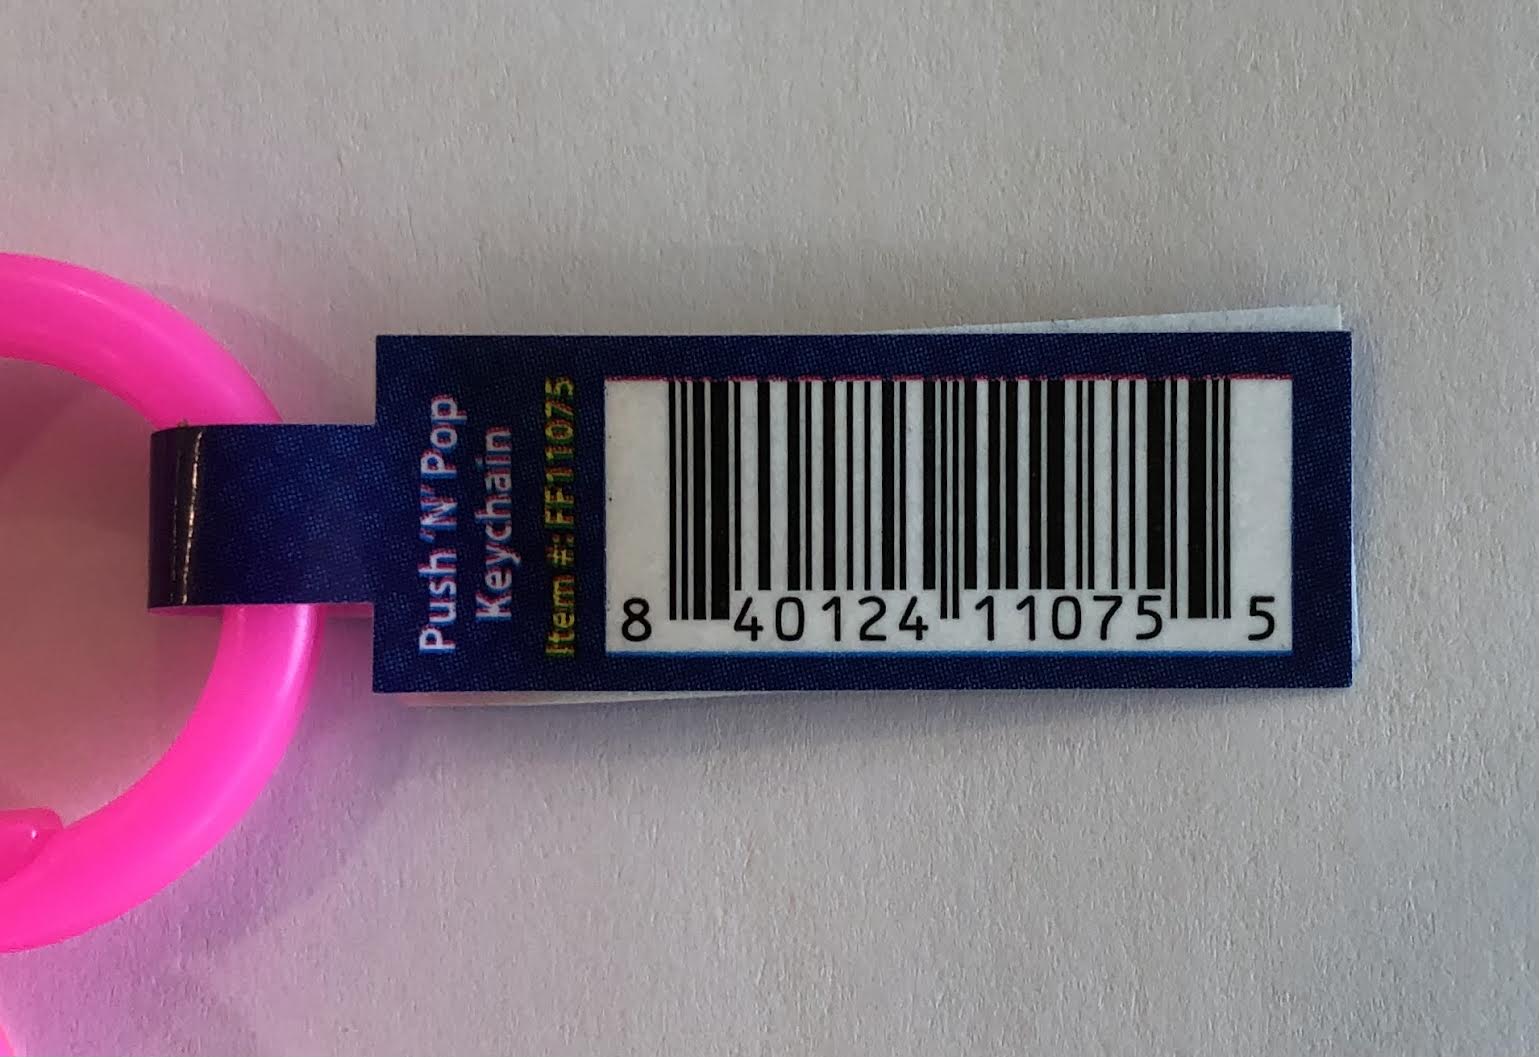 Push 'N' Pop
Keychain
Item #: FF11075
8 40124 11075 5